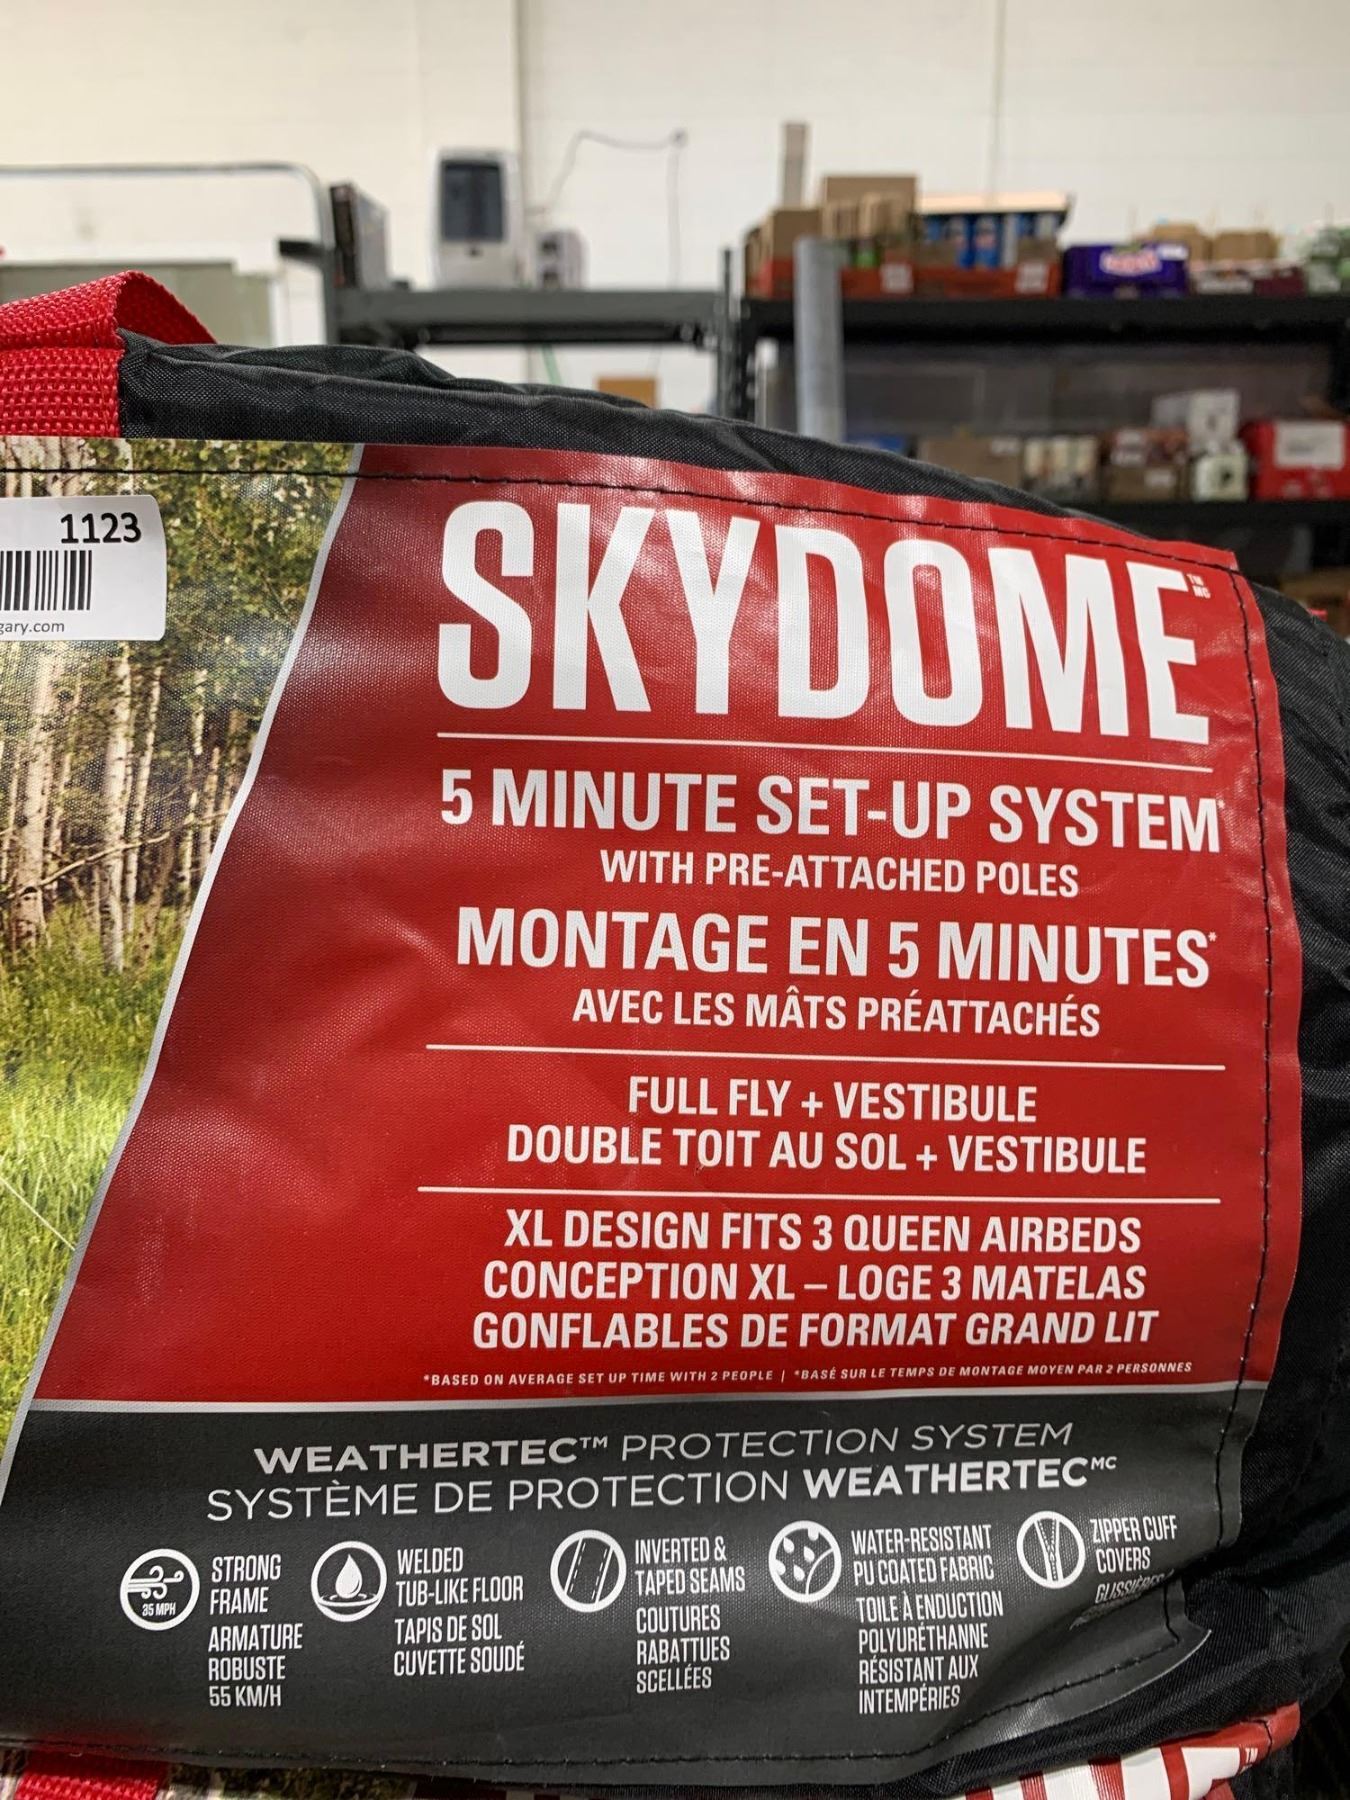 1123
gary.com
SKYDOME™ MC
5 MINUTE SET-UP SYSTEM*
WITH PRE-ATTACHED POLES
MONTAGE EN 5 MINUTES*
AVEC LES MÂTS PRÉATTACHÉS
FULL FLY + VESTIBULE
DOUBLE TOIT AU SOL + VESTIBULE
XL DESIGN FITS 3 QUEEN AIRBEDS
CONCEPTION XL – LOGE 3 MATELAS
GONFLABLES DE FORMAT GRAND LIT
*BASED ON AVERAGE SET UP TIME WITH 2 PEOPLE | *BASÉ SUR LE TEMPS DE MONTAGE MOYEN PAR 2 PERSONNES
WEATHERTEC™ PROTECTION SYSTEM
SYSTÈME DE PROTECTION WEATHERTEC MC
35 MPH
STRONG
FRAME
ARMATURE
ROBUSTE
55 KM/H
WELDED
TUB-LIKE FLOOR
TAPIS DE SOL
CUVETTE SOUDÉ
INVERTED &
TAPED SEAMS
COUTURES
RABATTUES
SCELLÉES
WATER-RESISTANT
PU COATED FABRIC
TOILE À ENDUCTION
POLYURÉTHANNE
RÉSISTANT AUX
INTEMPÉRIES
ZIPPER CUFF
COVERS
TM